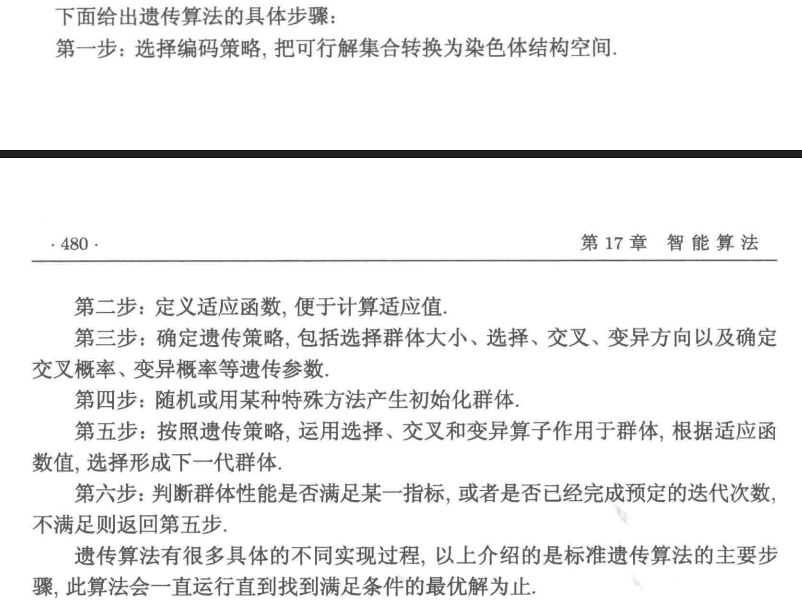 下面给出遗传算法的具体步骤:
第一步: 选择编码策略, 把可行解集合转换为染色体结构空间.
· 480 ·
第 17 章 智 能 算 法
第二步: 定义适应函数, 便于计算适应值.
第三步: 确定遗传策略, 包括选择群体大小、选择、交叉、变异方向以及确定
交叉概率、变异概率等遗传参数.
第四步: 随机或用某种特殊方法产生初始化群体.
第五步: 按照遗传策略, 运用选择、交叉和变异算子作用于群体, 根据适应函
数值, 选择形成下一代群体.
第六步: 判断群体性能是否满足某一指标, 或者是否已经完成预定的迭代次数,
不满足则返回第五步.
遗传算法有很多具体的不同实现过程, 以上介绍的是标准遗传算法的主要步
骤, 此算法会一直运行直到找到满足条件的最优解为止.